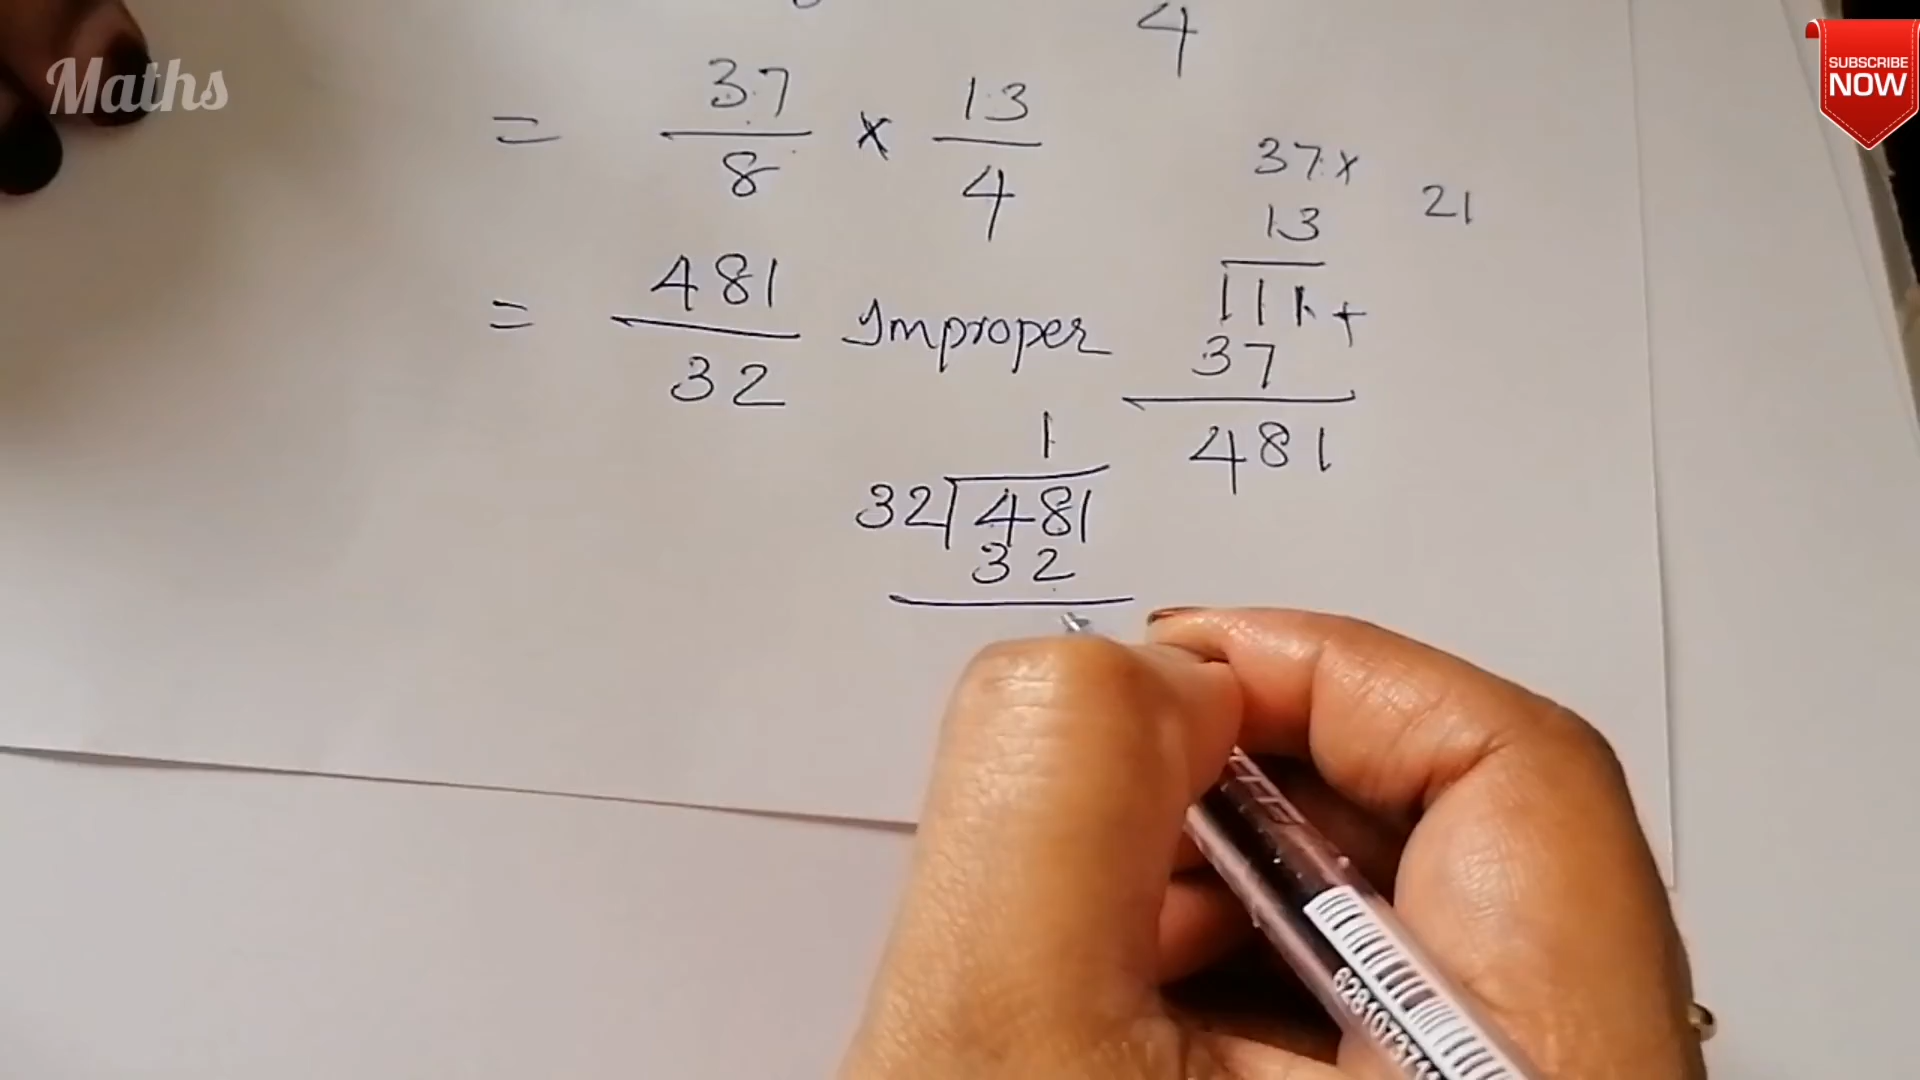 Maths
SUBSCRIBE
NOW
4
= 37/8 × 13/4
37 ×
13
21
111 +
37
481
= 481/32 Improper
1
32 481
32